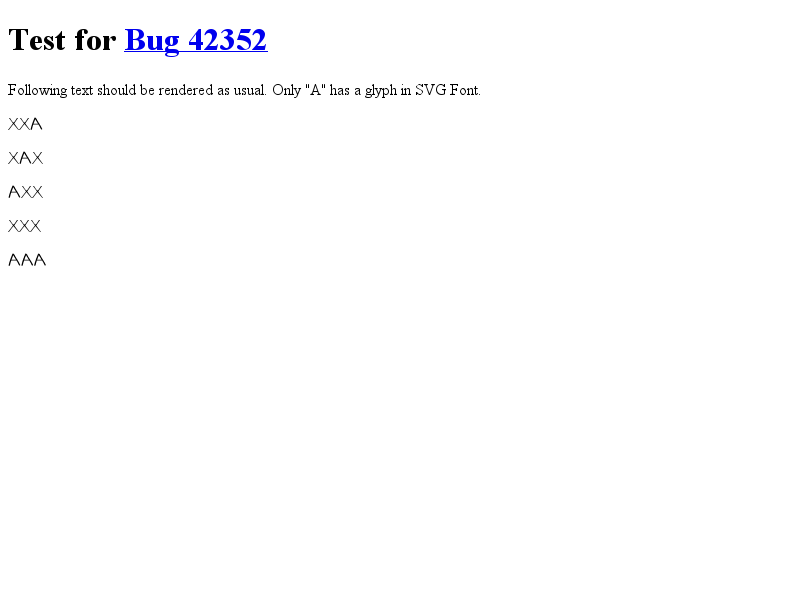 Test for Bug 42352
Following text should be rendered as usual. Only "A" has a glyph in SVG Font.
XXA
XAX
AXX
XXX
AAA